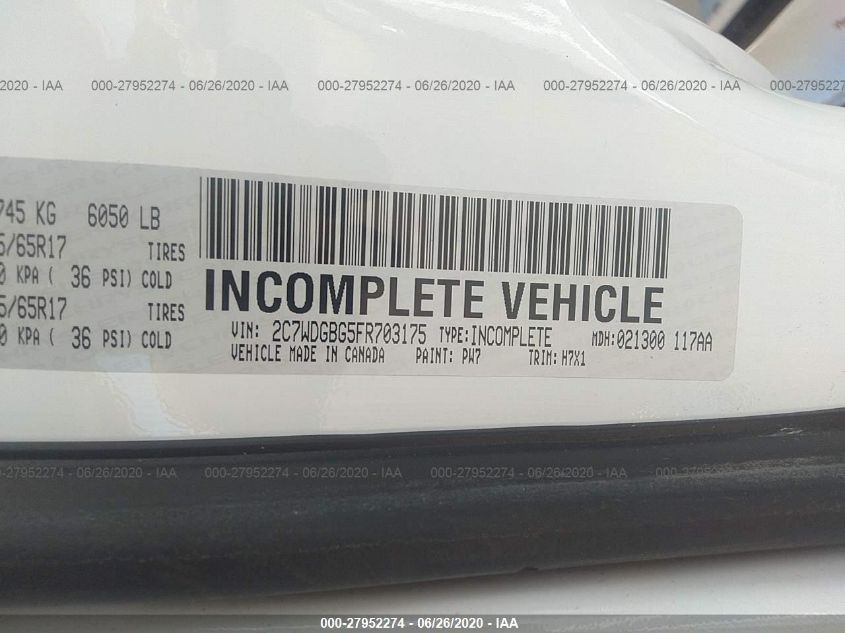 2020 - IAA 000-27952274 - 06/26/2020 - IAA 000-27952274 - 06/26/2020 - IAA 000-27952274 - 06/26/2020
745 KG 6050 LB
5/65R17 TIRES
0 KPA ( 36 PSI) COLD
5/65R17 TIRES
0 KPA ( 36 PSI) COLD
INCOMPLETE VEHICLE
VIN: 2C7WDGBG5FR703175 TYPE:INCOMPLETE MDH:021300 117AA
VEHICLE MADE IN CANADA PAINT: PW7 TRIM: H7X1
000-27952274 - 06/26/2020 - IAA 000-27952274 - 06/26/2020 - IAA 000-27952274 - 06/26/2020 - IAA 000-27952274
000-27952274 - 06/26/2020 - IAA